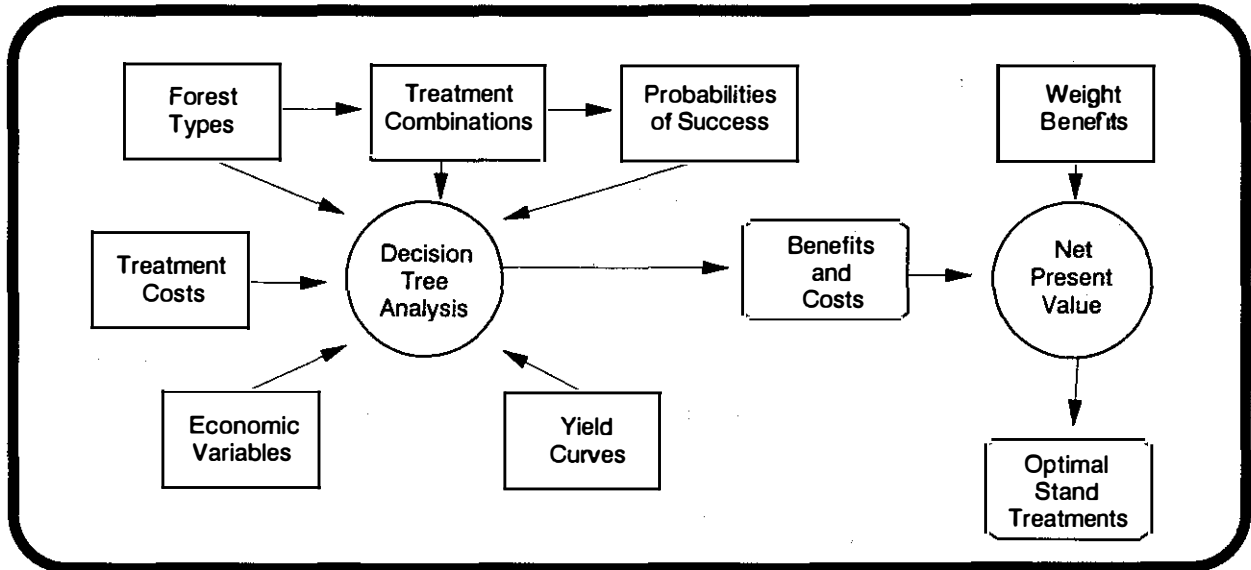 Forest
Types
Treatment
Combinations
Probabilities
of Success
Weight
Benefits
Treatment
Costs
Decision
Tree
Analysis
Benefits
and
Costs
Net
Present
Value
Economic
Variables
Yield
Curves
Optimal
Stand
Treatments